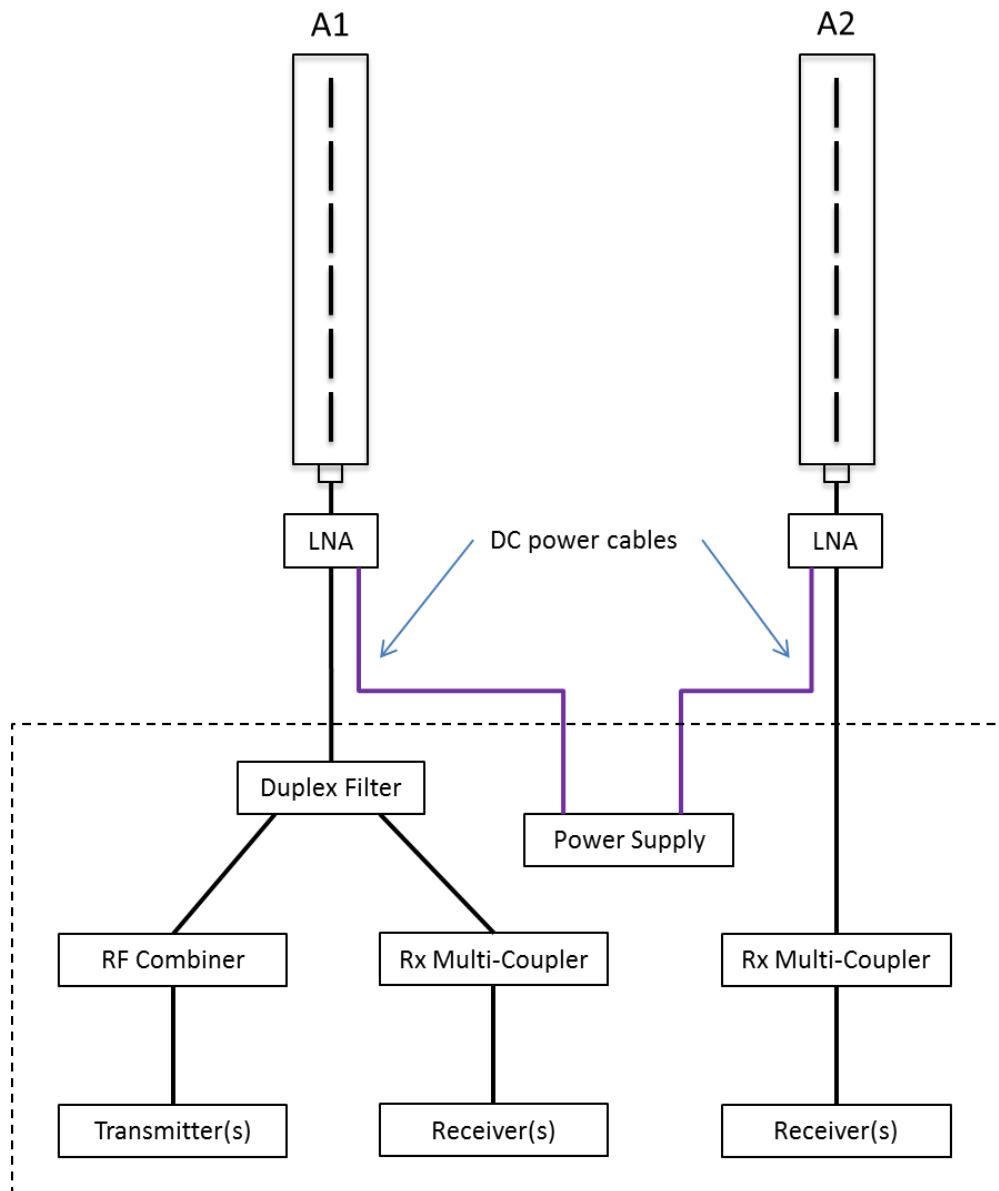 A1
A2
LNA
DC power cables
LNA
Duplex Filter
Power Supply
RF Combiner
Rx Multi-Coupler
Rx Multi-Coupler
Transmitter(s)
Receiver(s)
Receiver(s)